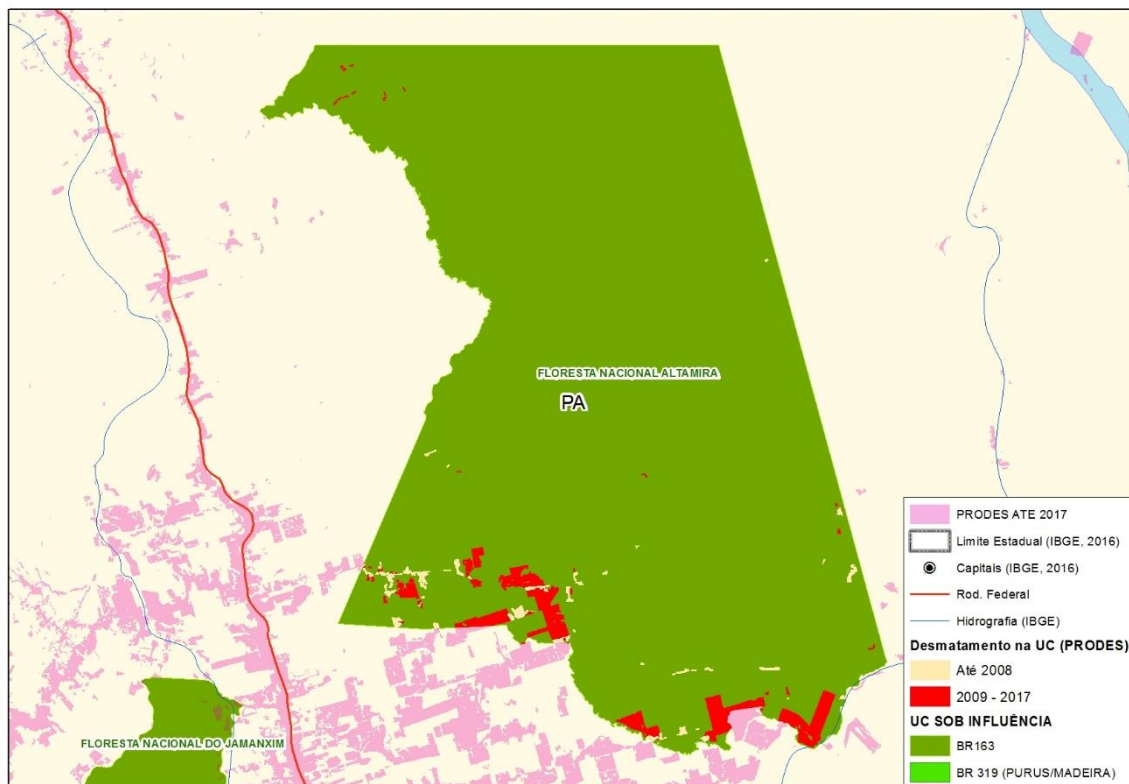 FLORESTA NACIONAL ALTAMIRA
PA
FLORESTA NACIONAL DO JAMANXIM
PRODES ATE 2017
Limite Estadual (IBGE, 2016)
Capitais (IBGE, 2016)
Rod. Federal
Hidrografia (IBGE)
Desmatamento na UC (PRODES)
Até 2008
2009 - 2017
UC SOB INFLUÊNCIA
BR163
BR 319 (PURUS/MADEIRA)